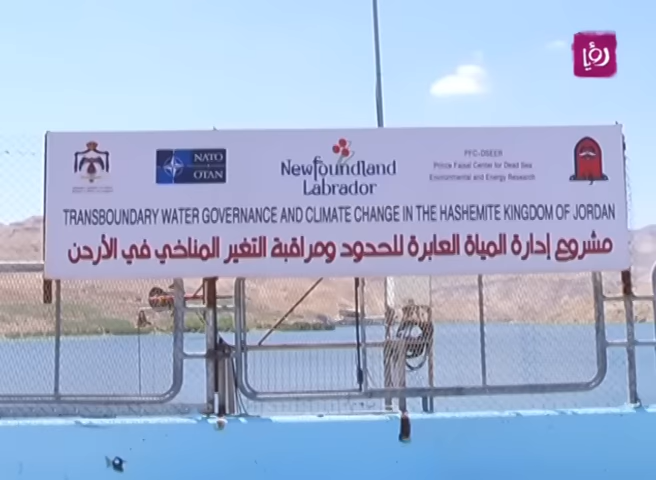 رؤيا
NATO
OTAN
Newfoundland
Labrador
PFC-DSEER
Prince Faisal Center for Dead Sea
Environmental and Energy Research
TRANSBOUNDARY WATER GOVERNANCE AND CLIMATE CHANGE IN THE HASHEMITE KINGDOM OF JORDAN
مشروع إدارة المياة العابرة للحدود ومراقبة التغير المناخي في الأردن